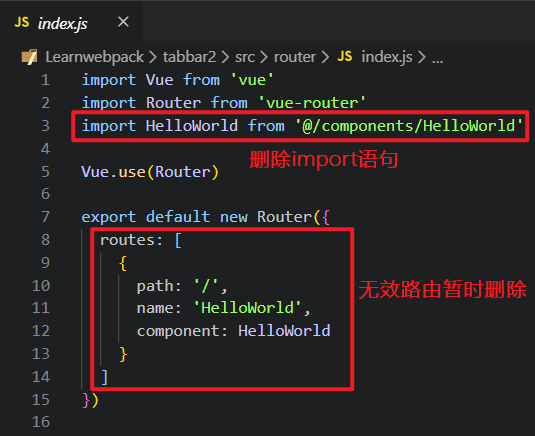 JS index.js ×
Learnwebpack > tabbar2 > src > router > JS index.js > ...
1 import Vue from 'vue'
2 import Router from 'vue-router'
3 import HelloWorld from '@/components/HelloWorld'
4 删除import语句
5 Vue.use(Router)
6
7 export default new Router({
8 routes: [
9 {
10 path: '/', 无效路由暂时删除
11 name: 'HelloWorld',
12 component: HelloWorld
13 }
14 ]
15 })
16